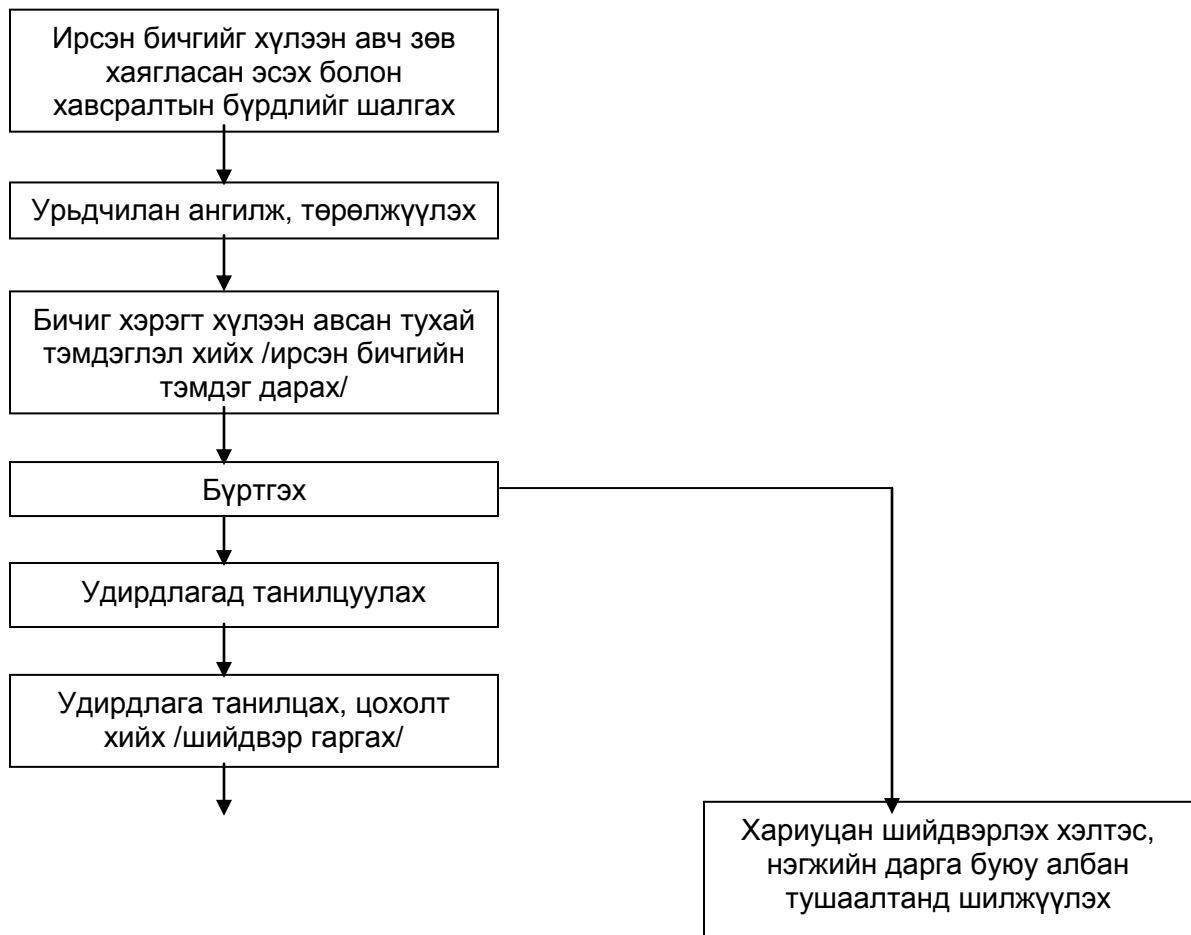 Ирсэн бичгийг хүлээн авч зөв
хаягласан эсэх болон
хавсралтын бүрдлийг шалгах
Урьдчилан ангилж, төрөлжүүлэх
Бичиг хэрэгт хүлээн авсан тухай
тэмдэглэл хийх /ирсэн бичгийн
тэмдэг дарах/
Бүртгэх
Удирдлагад танилцуулах
Удирдлага танилцах, цохолт
хийх /шийдвэр гаргах/
Хариуцан шийдвэрлэх хэлтэс,
нэгжийн дарга буюу албан
тушаалтанд шилжүүлэх